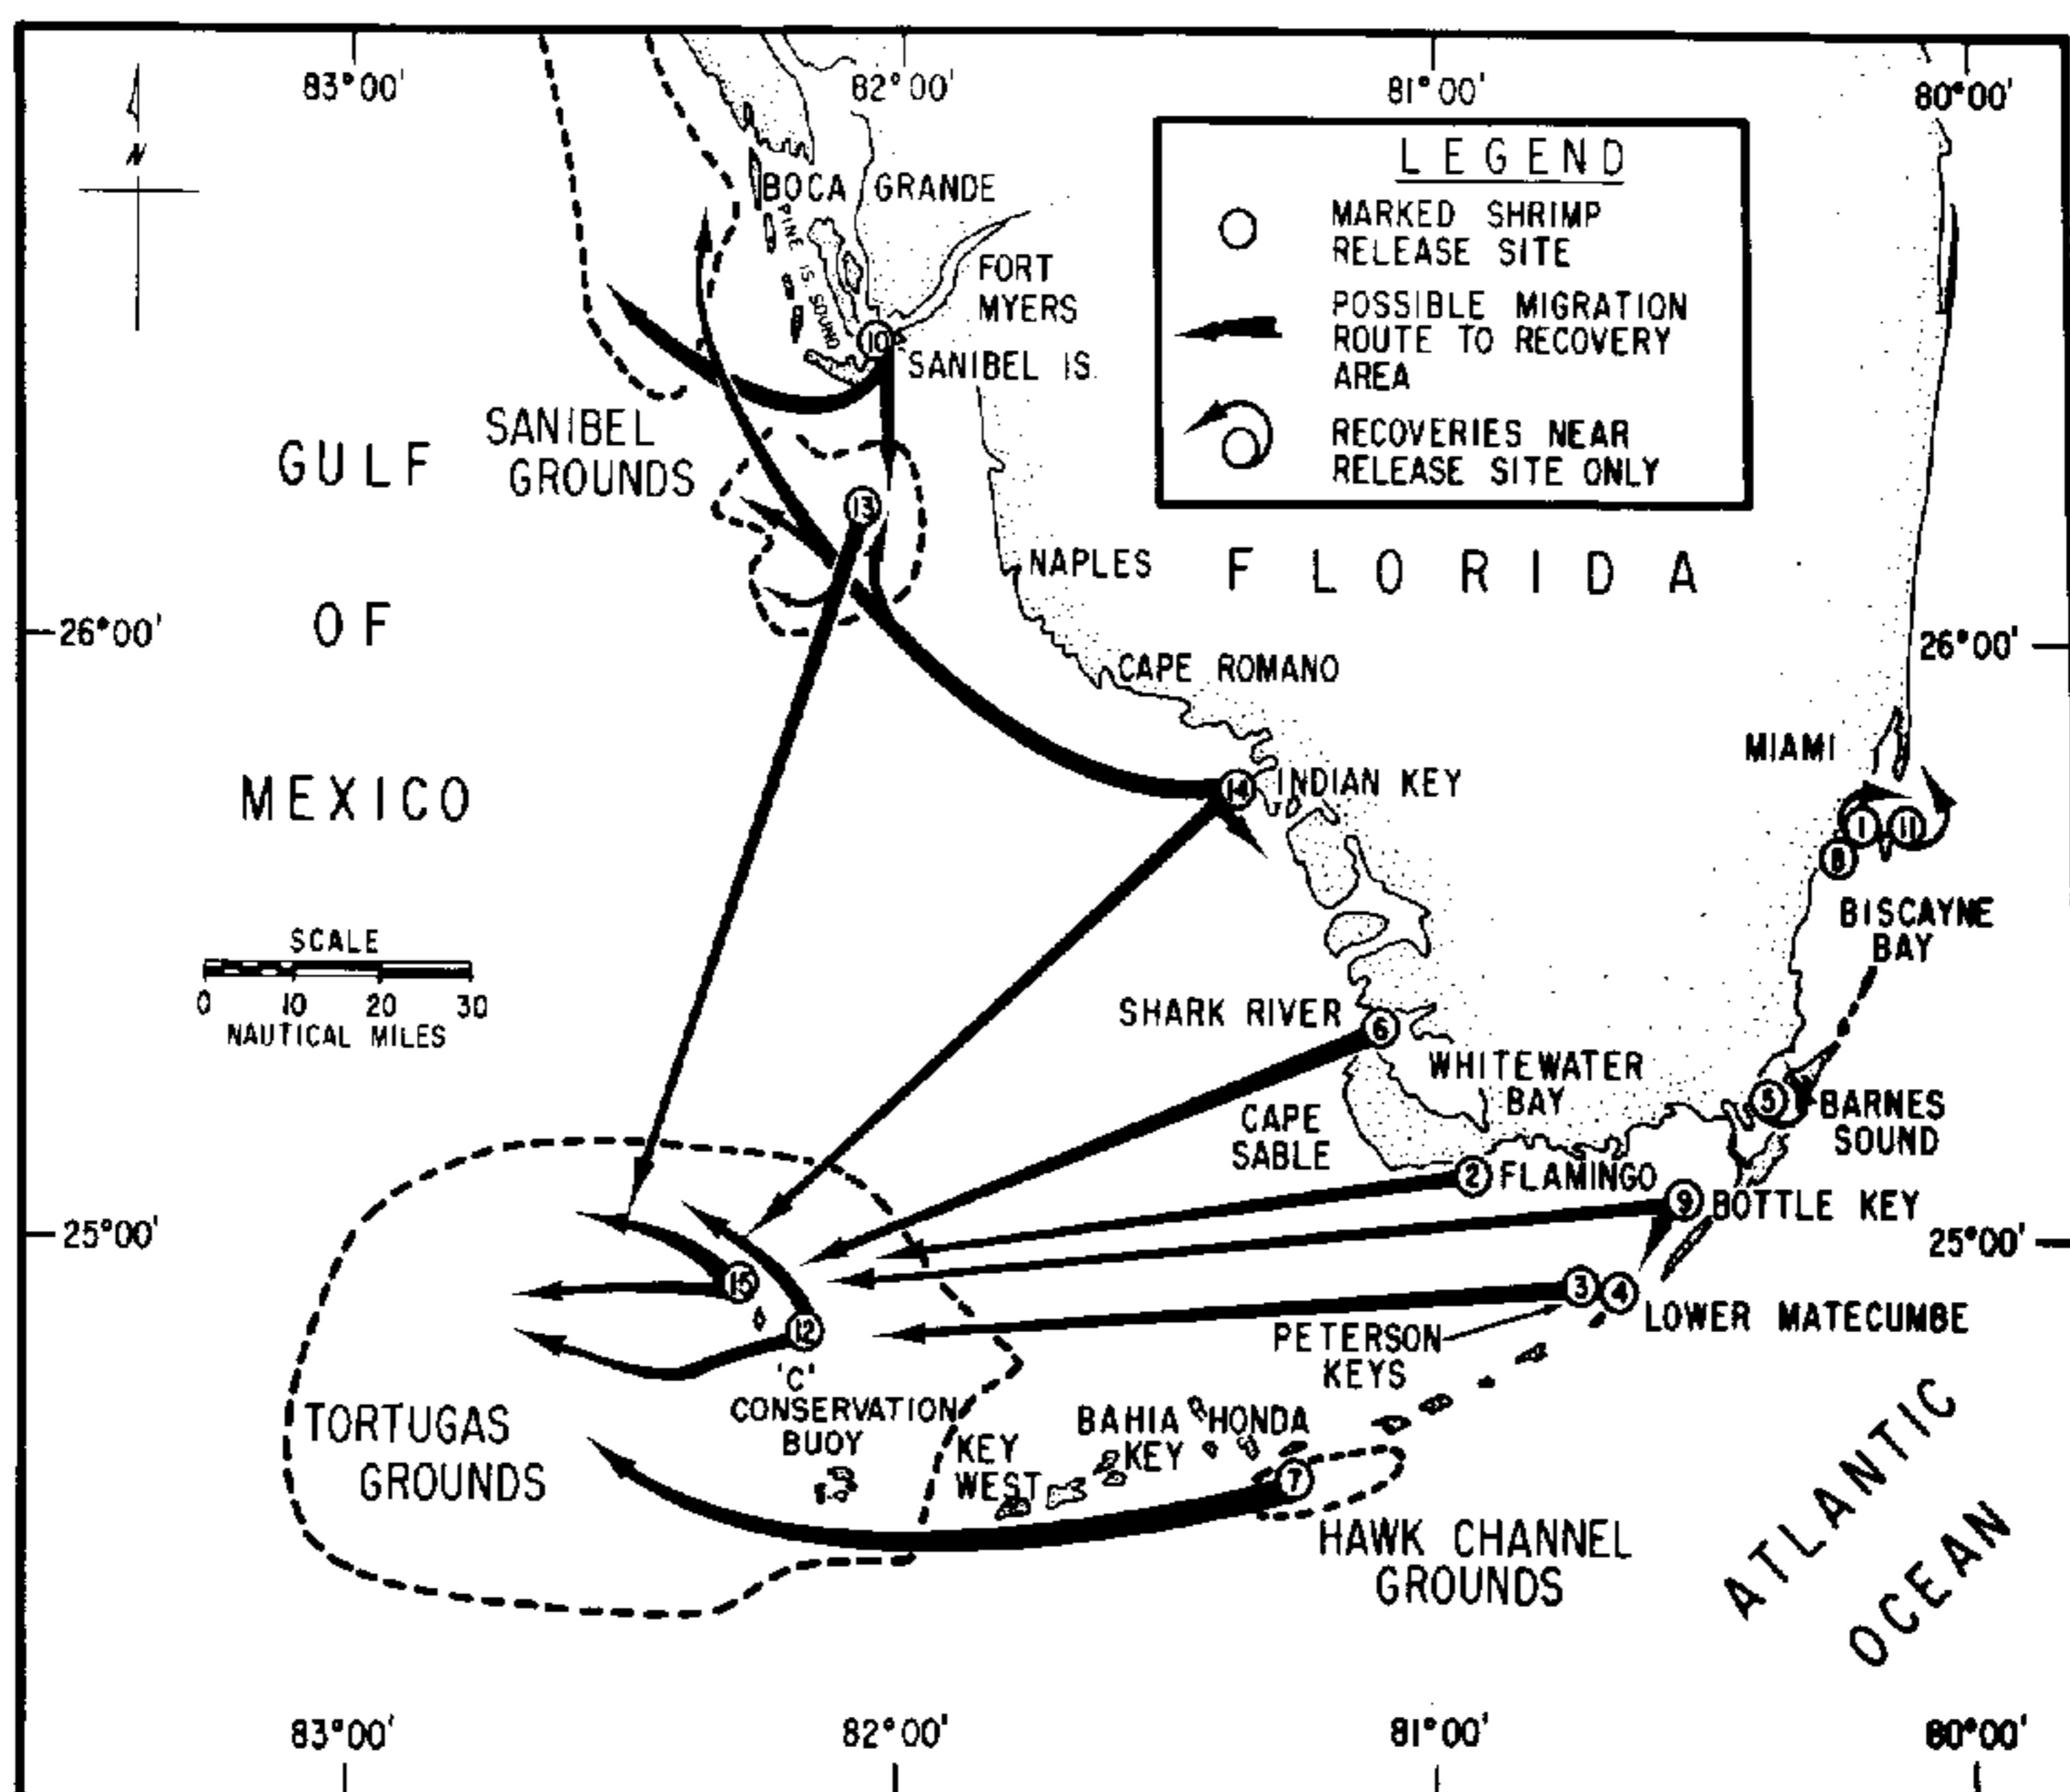 83°00'
82°00'
81°00'
80°00'
N
LEGEND
MARKED SHRIMP
RELEASE SITE
POSSIBLE MIGRATION
ROUTE TO RECOVERY
AREA
RECOVERIES NEAR
RELEASE SITE ONLY
BOCA GRANDE
PINE IS. SOUND
FORT
MYERS
10
SANIBEL IS.
SANIBEL
GROUNDS
13
GULF
OF
MEXICO
NAPLES
FLORIDA
26°00'
26°00'
CAPE ROMANO
MIAMI
14
INDIAN KEY
1
11
8
BISCAYNE
BAY
SCALE
0 10 20 30
NAUTICAL MILES
SHARK RIVER
6
WHITEWATER
BAY
CAPE
SABLE
5
BARNES
SOUND
2
FLAMINGO
9
BOTTLE KEY
25°00'
25°00'
15
12
3
4
LOWER MATECUMBE
PETERSON
KEYS
'C'
CONSERVATION
BUOY
TORTUGAS
GROUNDS
KEY
WEST
BAHIA HONDA
KEY
7
HAWK CHANNEL
GROUNDS
ATLANTIC
OCEAN
83°00'
82°00'
81°00'
80°00'